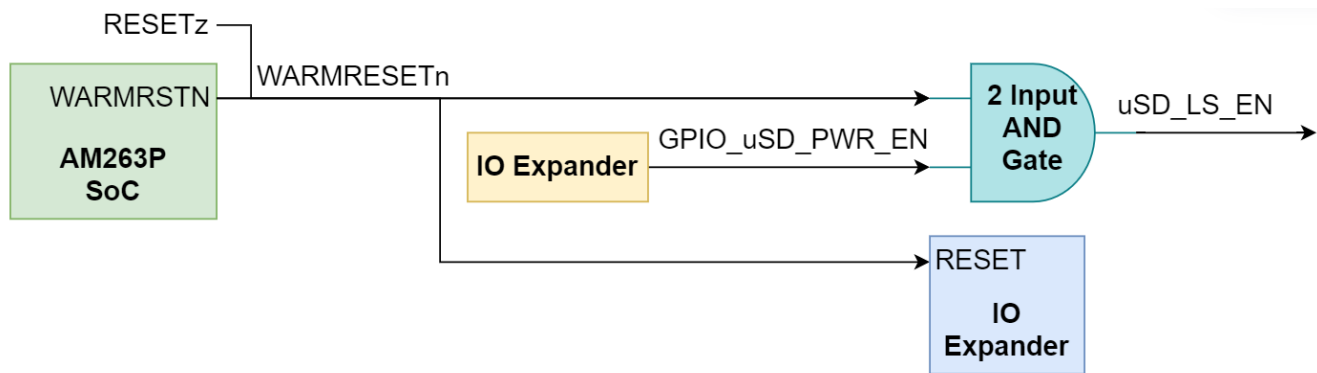 RESETz
WARMRESETn
WARMRSTN
AM263P
SoC
IO Expander
GPIO_uSD_PWR_EN
2 Input
AND
Gate
uSD_LS_EN
RESET
IO
Expander